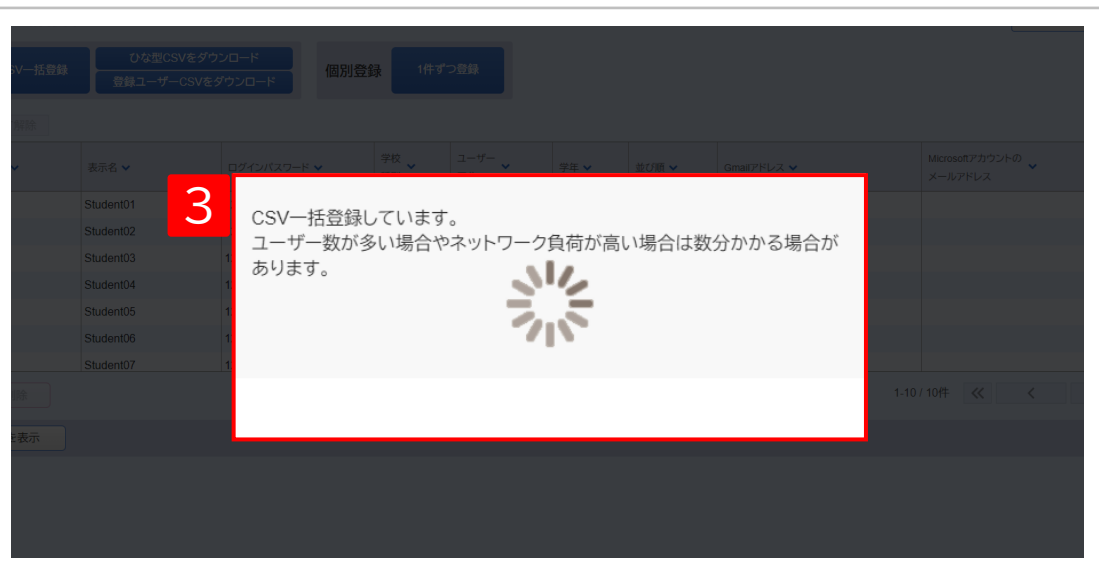 ひな型CSVをダウンロード
V一括登録
個別登録
1件ずつ登録
登録ユーザーCSVをダウンロード
学校
ユーザー
Microsoftアカウントの
表示名
ログインパスワード
学年
並び順
Gmailアドレス
メールアドレス
3
Student01
CSV一括登録しています。
Student02
ユーザー数が多い場合やネットワーク負荷が高い場合は数分かかる場合が
Student03
あります。
Student04
Student05
Student06
Student07
1-10 / 10件
を表示